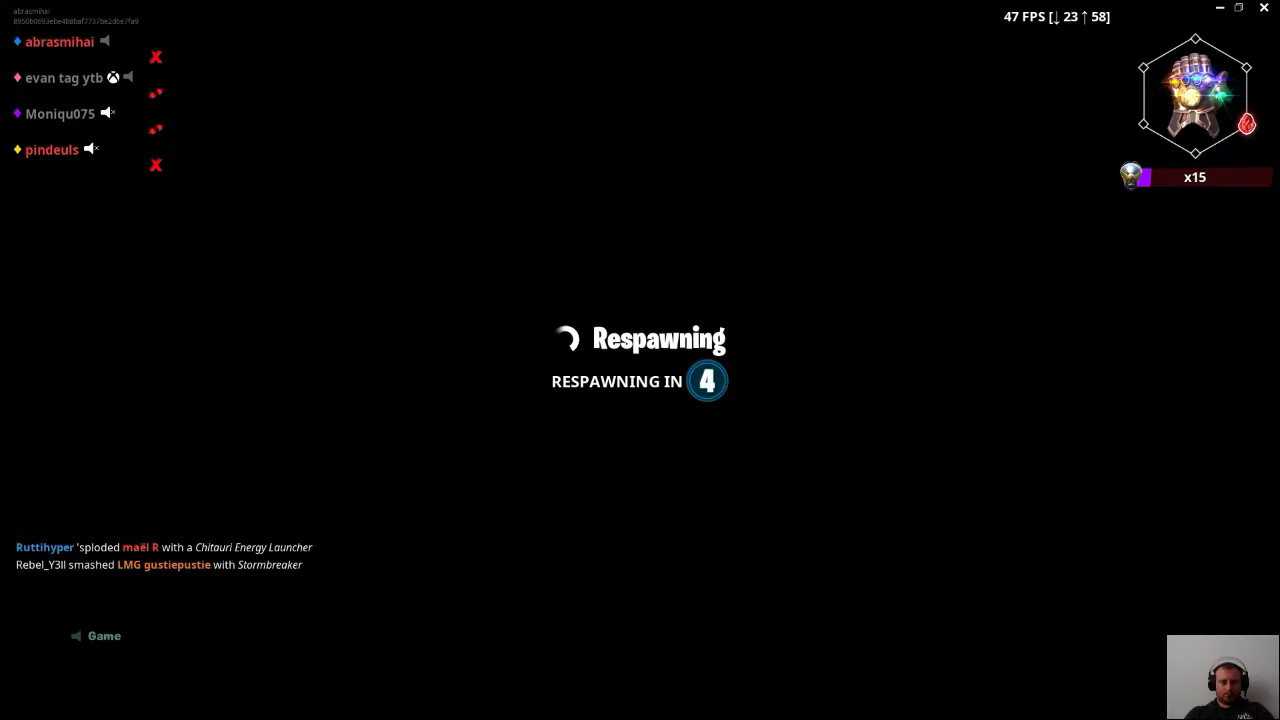 abrasmihai
8950b0693ebe4b8baf7737be2d6e7fa9
47 FPS [↓ 23 ↑ 58]
abrasmihai
evan tag ytb
Moniqu075
pindeuls
x15
Respawning
RESPAWNING IN 4
Ruttihyper 'sploded maël R with a Chitauri Energy Launcher
Rebel_Y3ll smashed LMG gustiepustie with Stormbreaker
Game